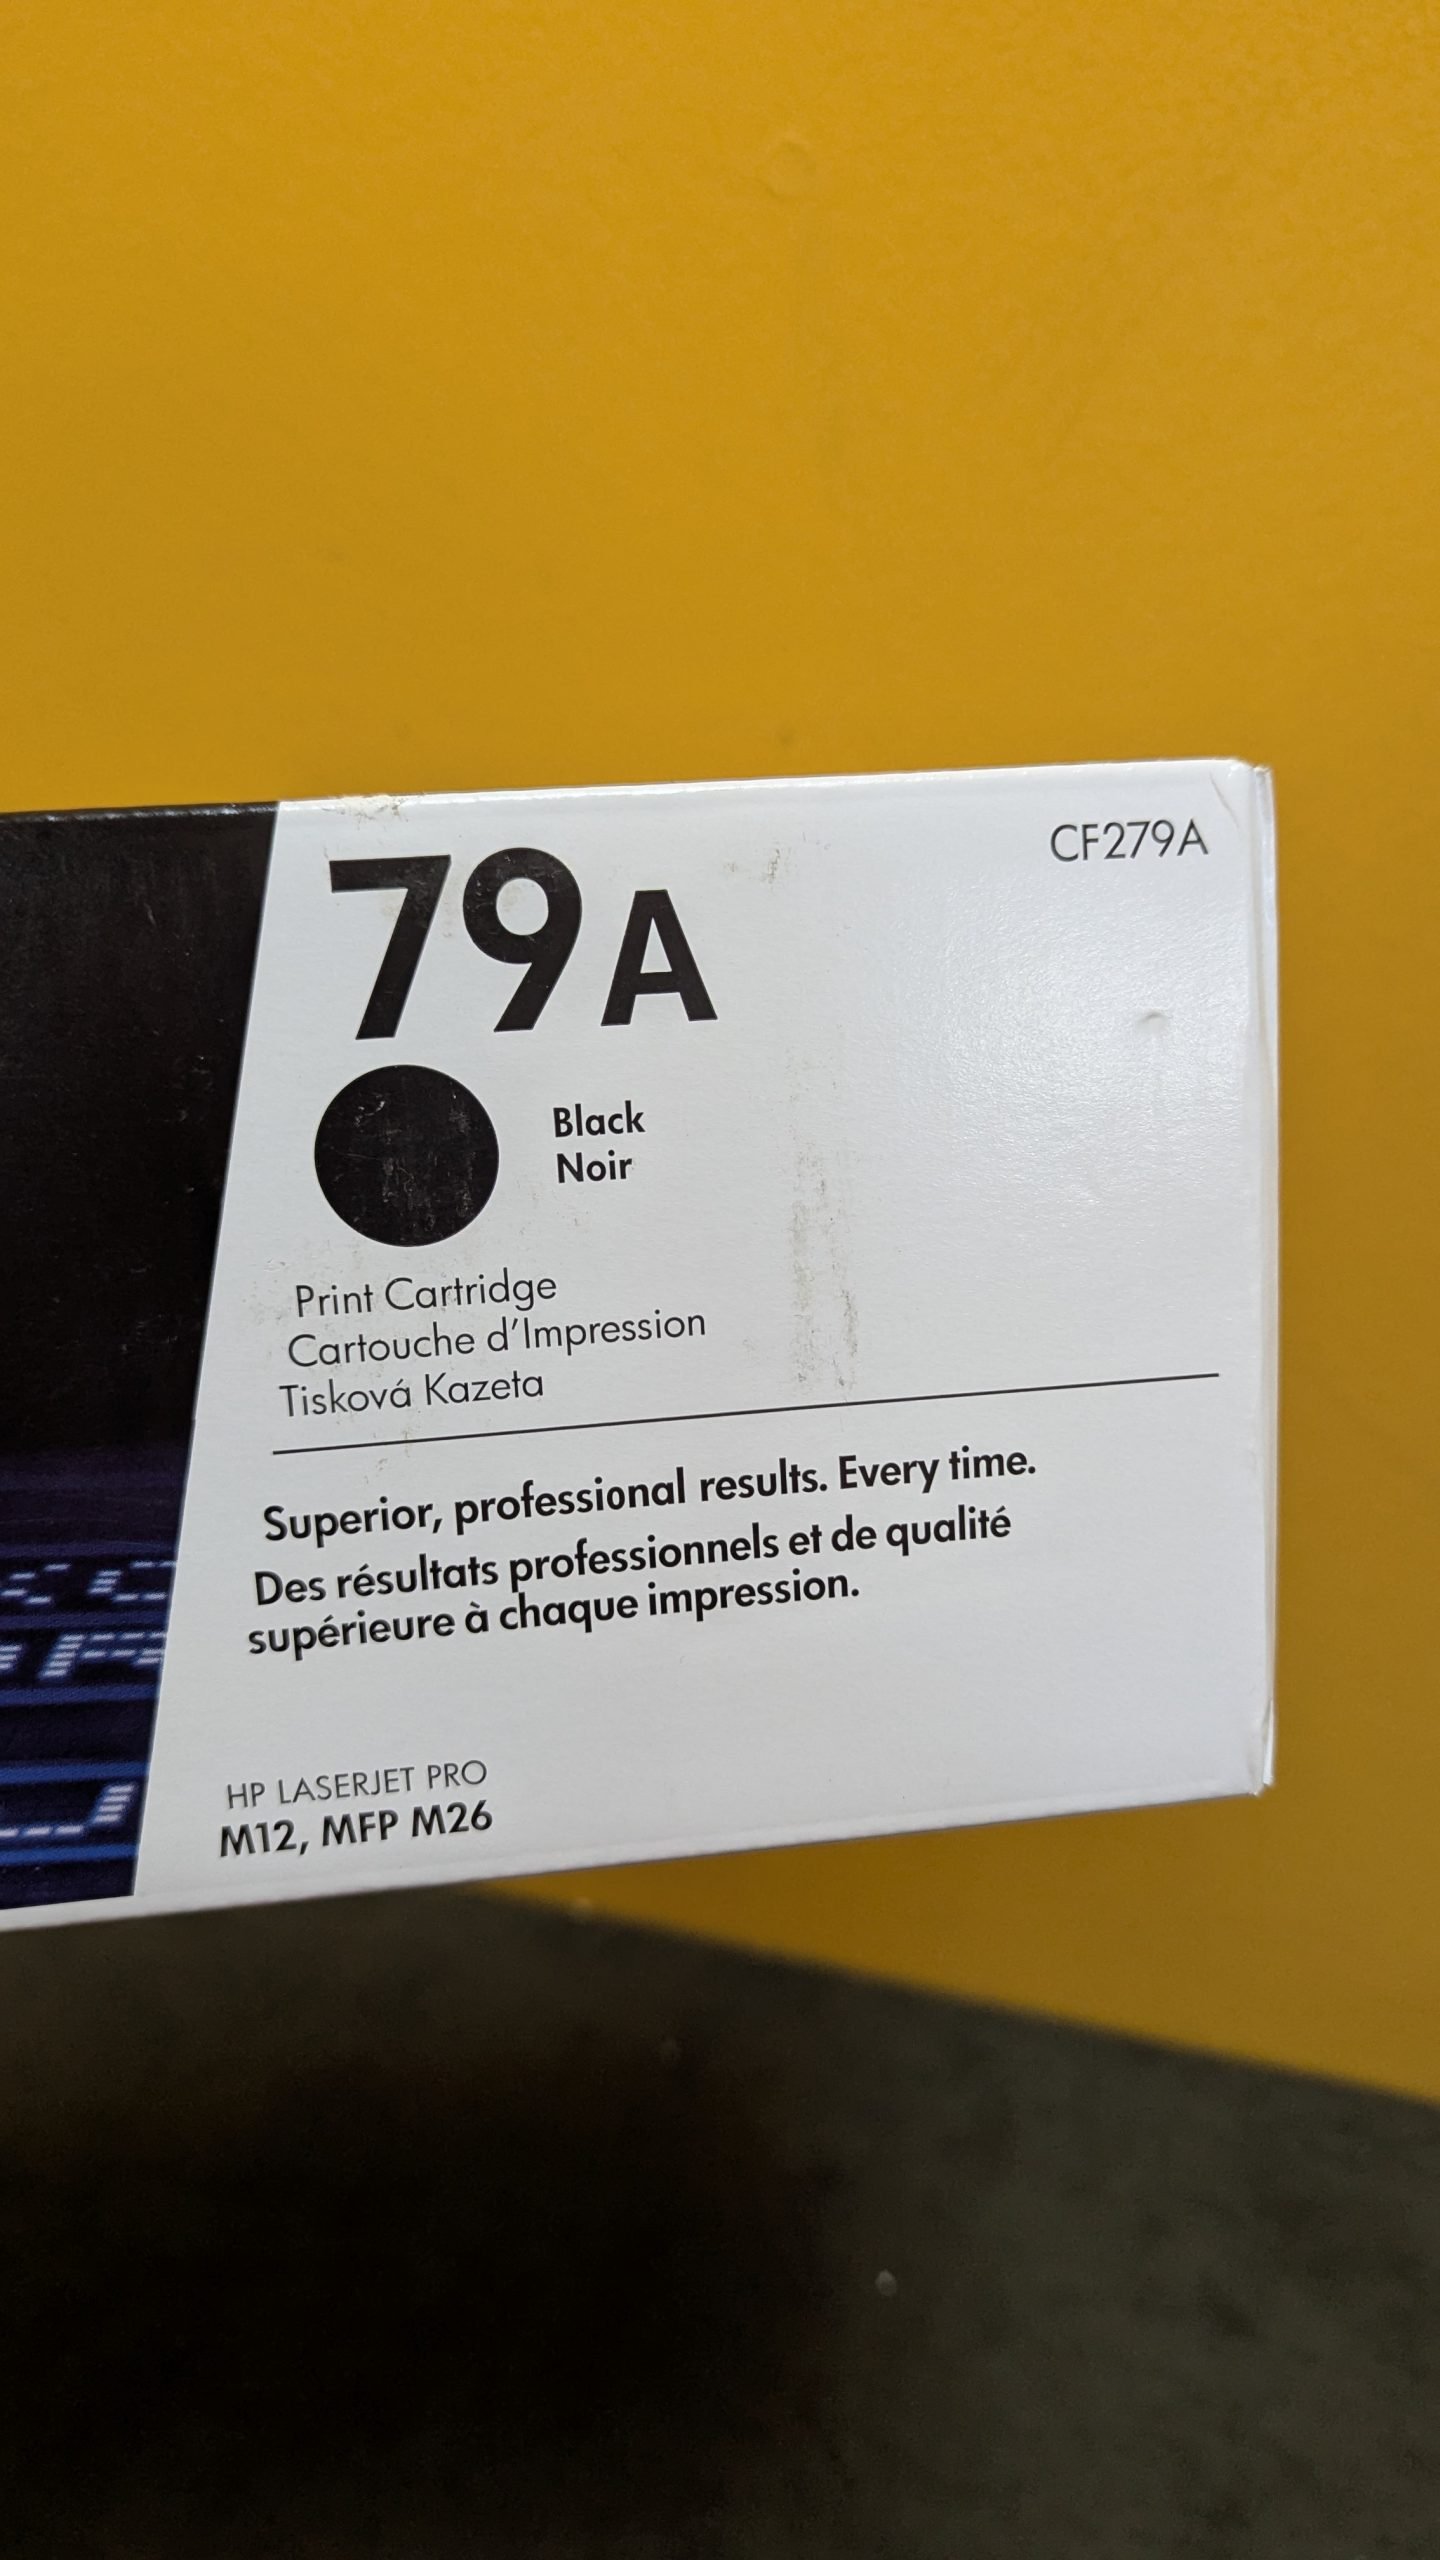 79A
CF279A
Black
Noir
Print Cartridge
Cartouche d'Impression
Tisková Kazeta
Superior, professional results. Every time.
Des résultats professionnels et de qualité
supérieure à chaque impression.
HP LASERJET PRO
M12, MFP M26